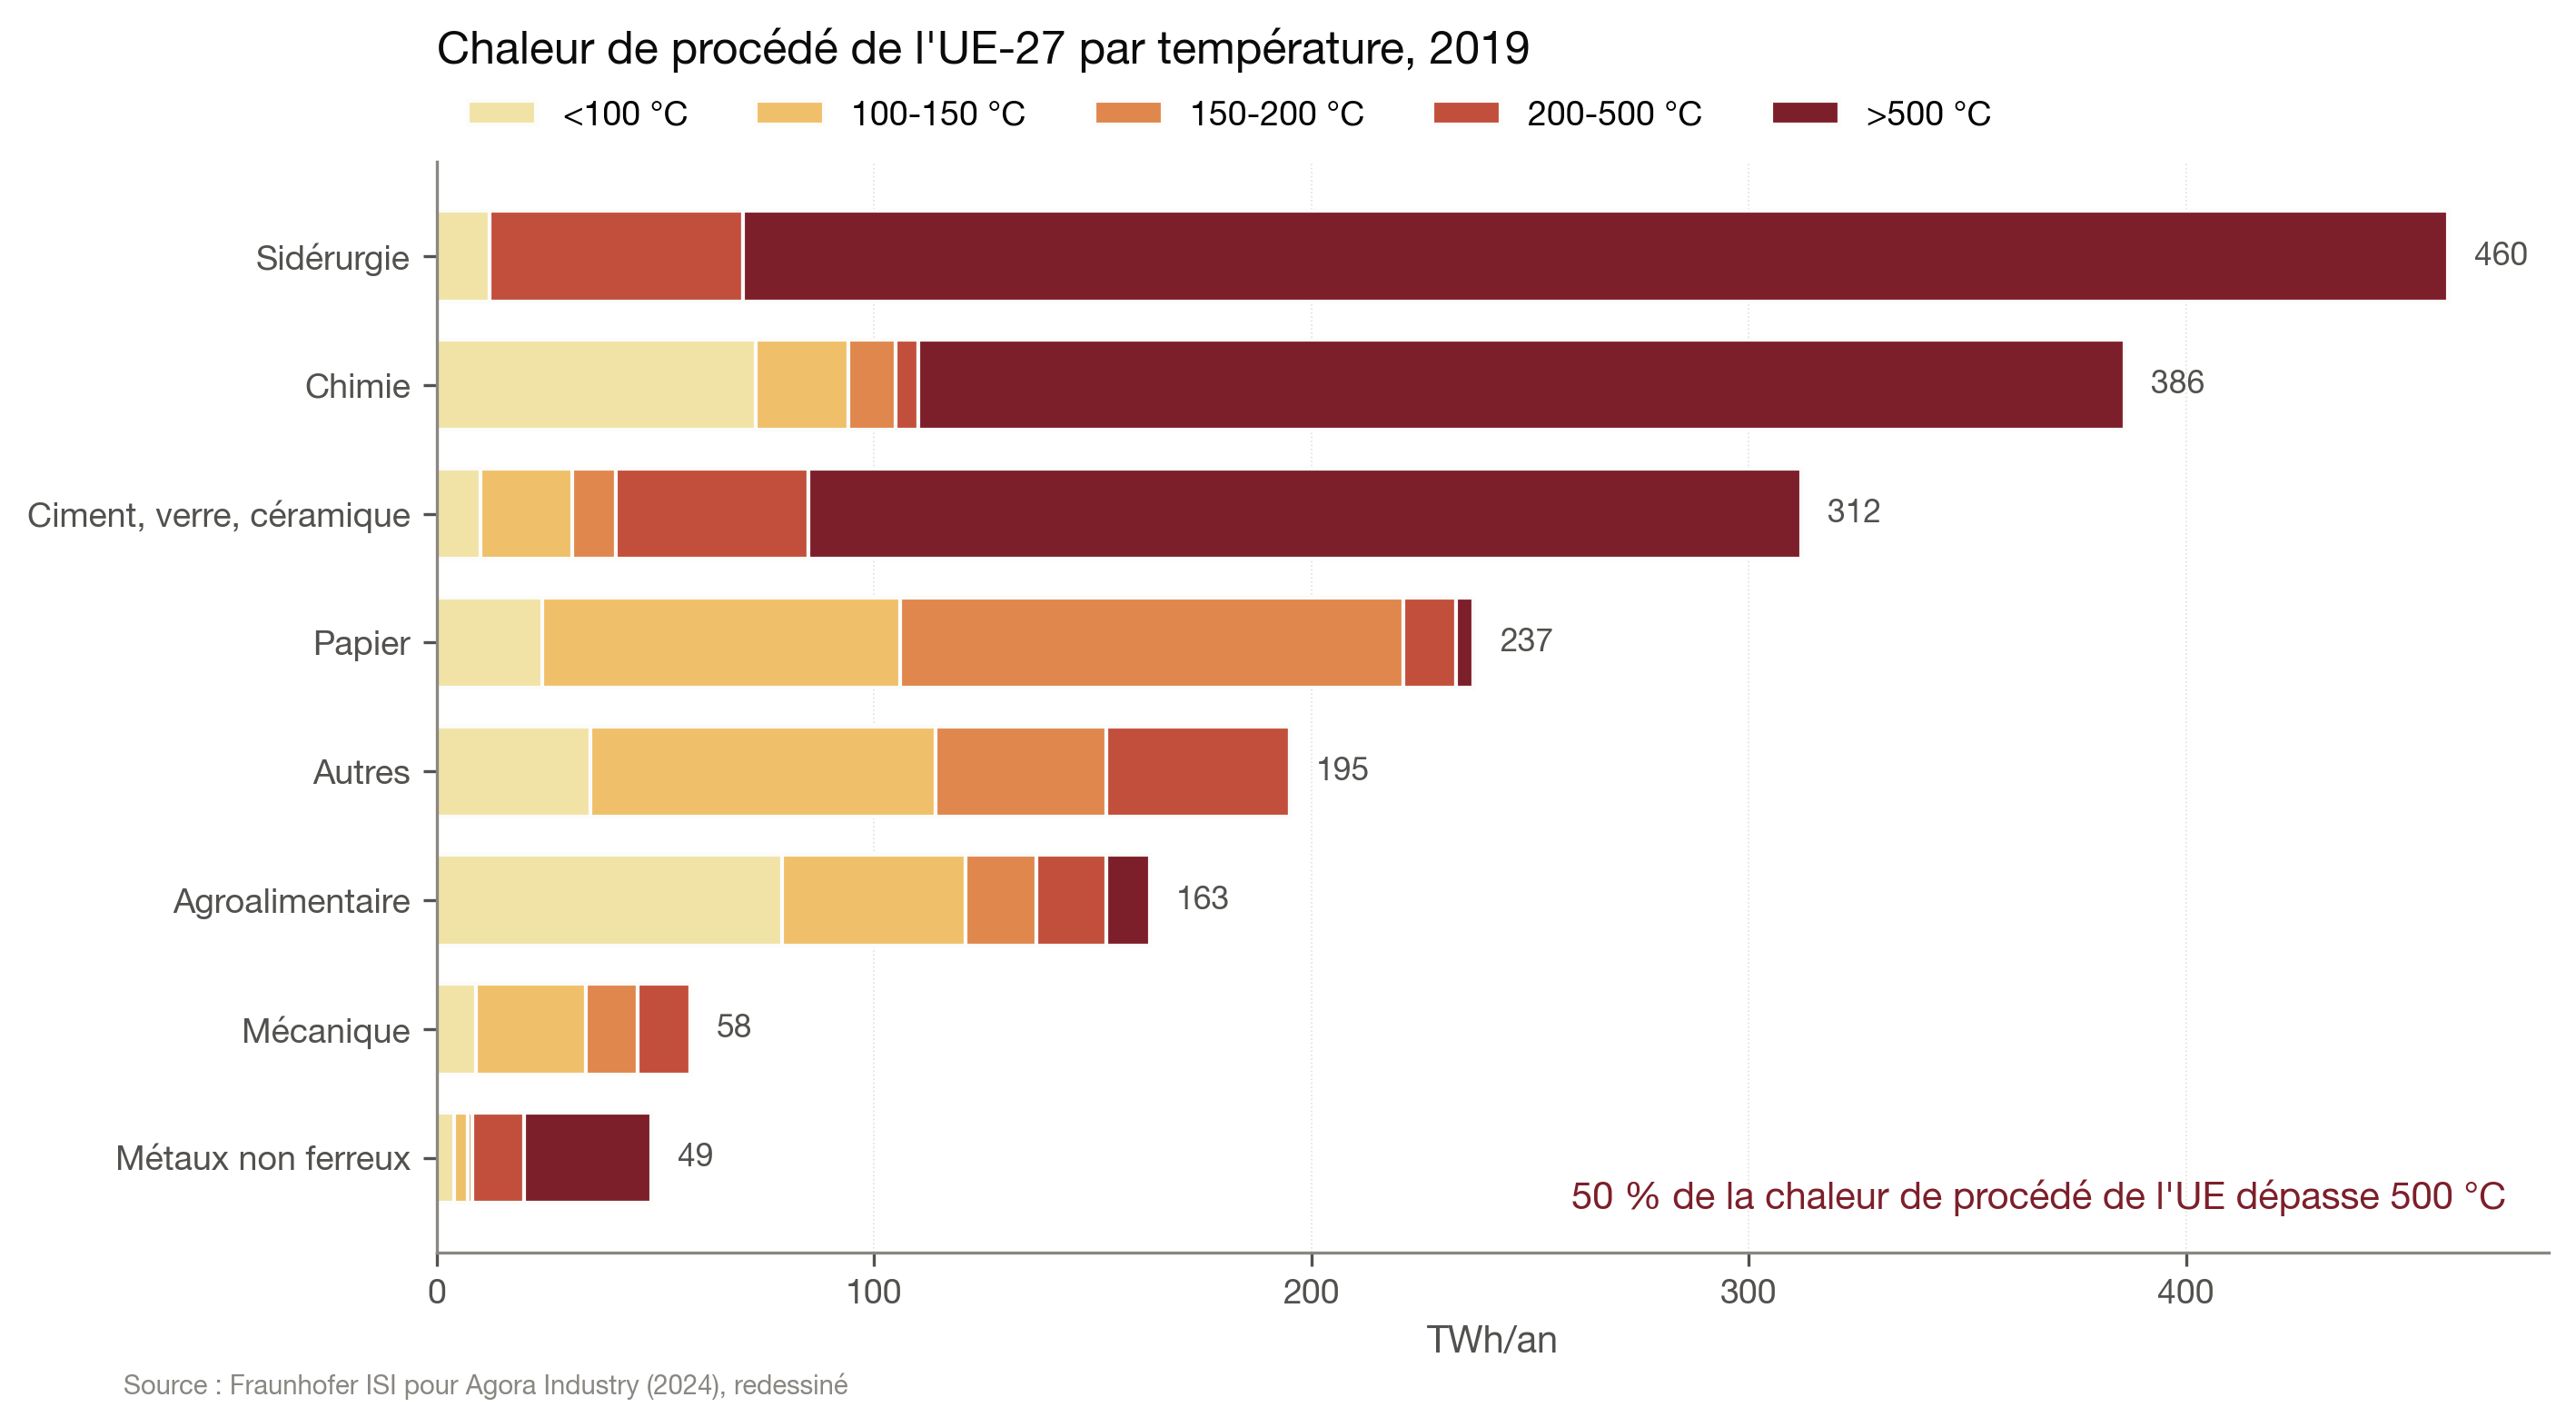 Chaleur de procédé de l'UE-27 par température, 2019
<100 °C
100-150 °C
150-200 °C
200-500 °C
>500 °C
Sidérurgie
460
Chimie
386
Ciment, verre, céramique
312
Papier
237
Autres
195
Agroalimentaire
163
Mécanique
58
Métaux non ferreux
49
50 % de la chaleur de procédé de l'UE dépasse 500 °C
0
100
200
300
400
TWh/an
Source : Fraunhofer ISI pour Agora Industry (2024), redessiné